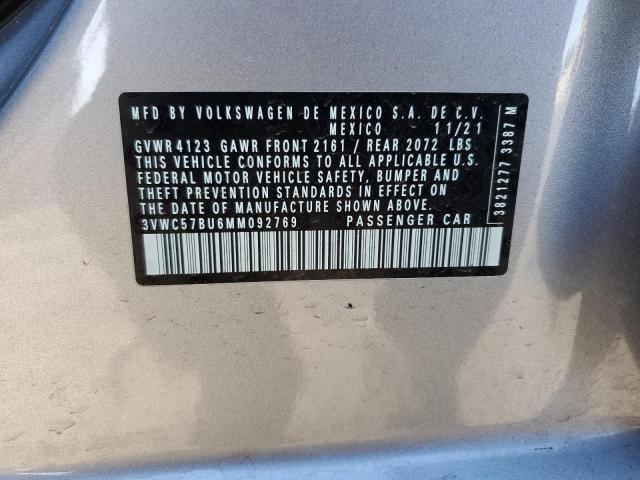 MFD BY VOLKSWAGEN DE MEXICO S.A. DE C.V.
MEXICO 11/21
GVWR 4123 GAWR FRONT 2161 / REAR 2072 LBS
THIS VEHICLE CONFORMS TO ALL APPLICABLE U.S.
FEDERAL MOTOR VEHICLE SAFETY, BUMPER AND
THEFT PREVENTION STANDARDS IN EFFECT ON
THE DATE OF MANUFACTURE SHOWN ABOVE.
3VWC57BU6MM092769 PASSENGER CAR
3821277 3387 M